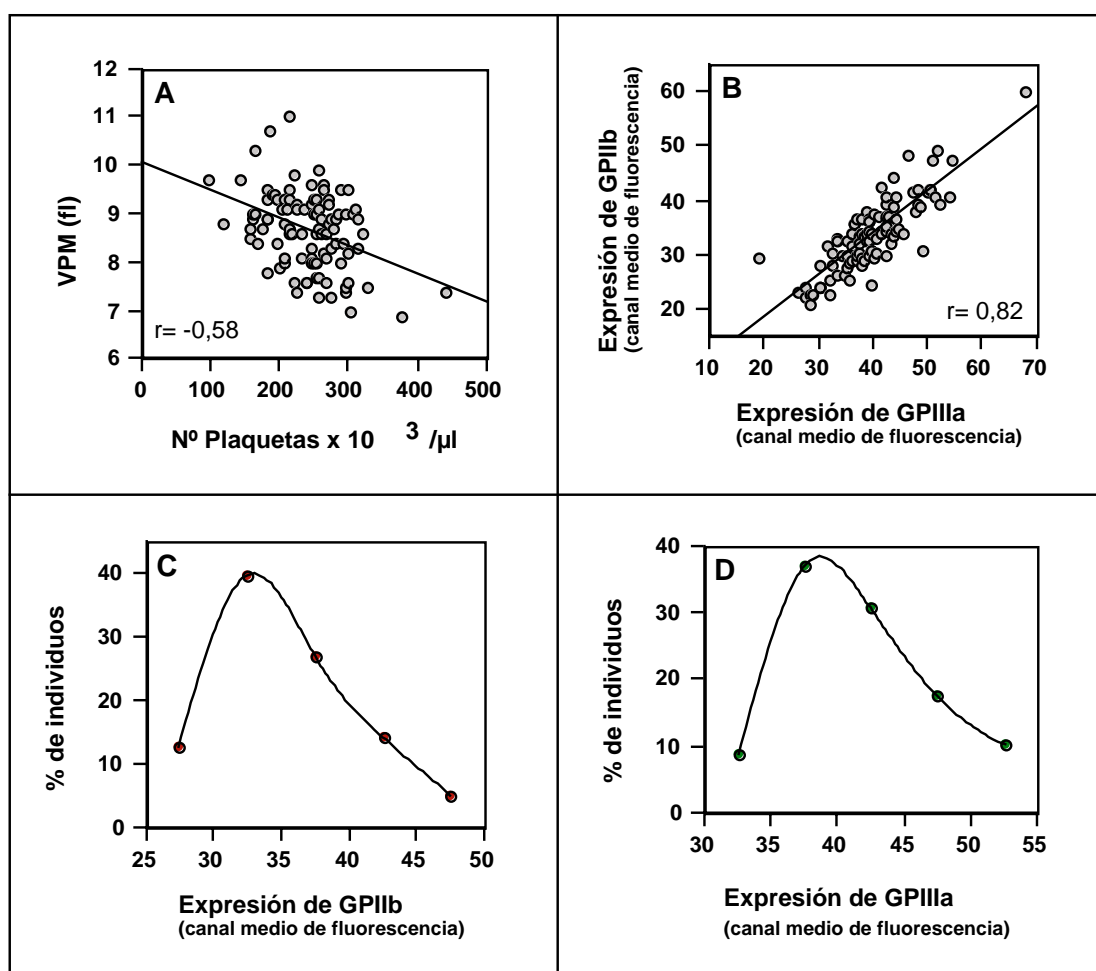 A
12
11
10
9
8
7
6
VPM (fl)
r= -0,58
0 100 200 300 400 500
Nº Plaquetas x 10 3 /µl
B
60
50
40
30
20
Expresión de GPIIb
(canal medio de fluorescencia)
r= 0,82
10 20 30 40 50 60 70
Expresión de GPIIIa
(canal medio de fluorescencia)
C
40
30
20
10
0
% de individuos
25 30 35 40 45 50
Expresión de GPIIb
(canal medio de fluorescencia)
D
40
30
20
10
0
% de individuos
30 35 40 45 50 55
Expresión de GPIIIa
(canal medio de fluorescencia)